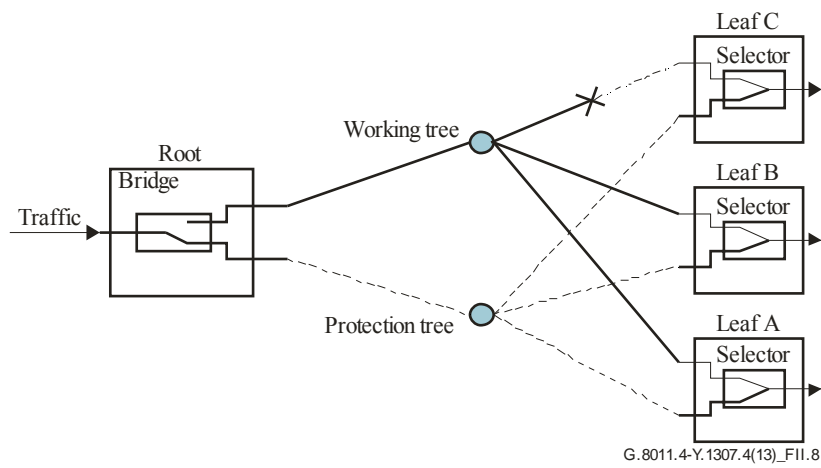 Leaf C
Selector
Working tree
Root
Bridge
Leaf B
Selector
Traffic
Protection tree
Leaf A
Selector
G.8011.4-Y.1307.4(13)_FII.8